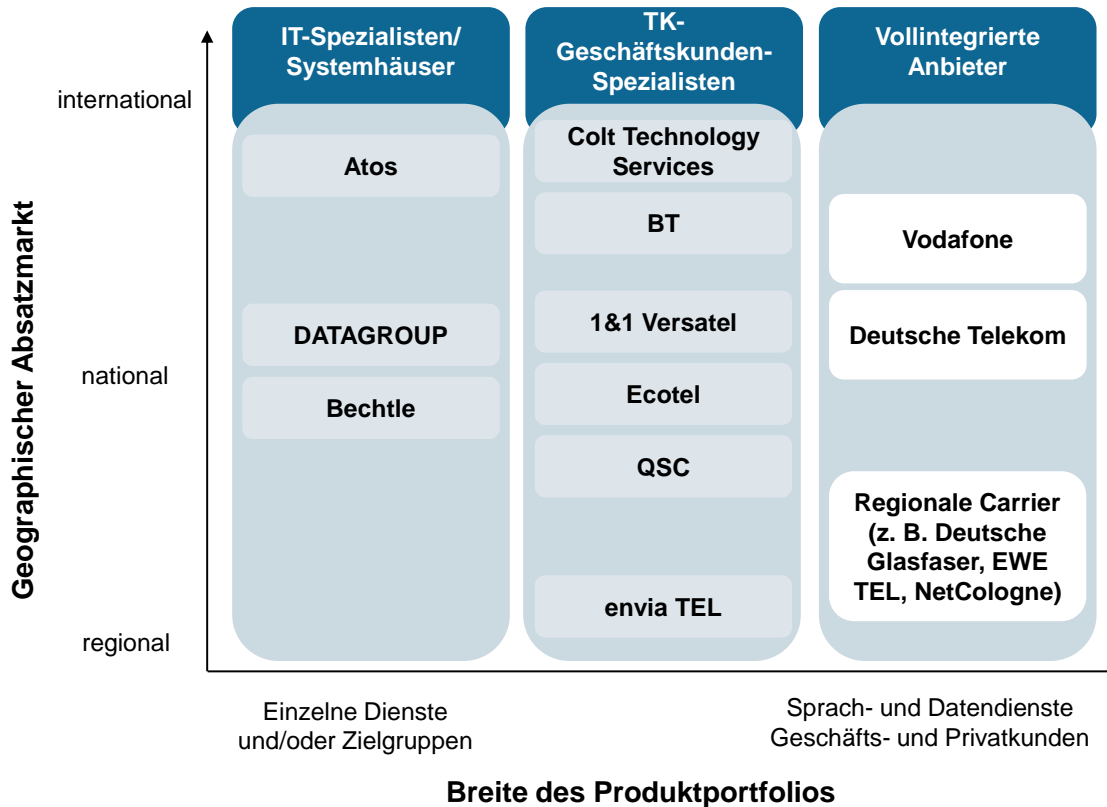 IT-Spezialisten/
Systemhäuser
TK-
Geschäftskunden-
Spezialisten
Vollintegrierte
Anbieter
Geographischer Absatzmarkt
international
national
regional
Atos
DATAGROUP
Bechtle
Colt Technology
Services
BT
1&1 Versatel
Ecotel
QSC
envia TEL
Vodafone
Deutsche Telekom
Regionale Carrier
(z. B. Deutsche
Glasfaser, EWE
TEL, NetCologne)
Einzelne Dienste
und/oder Zielgruppen
Sprach- und Datendienste
Geschäfts- und Privatkunden
Breite des Produktportfolios